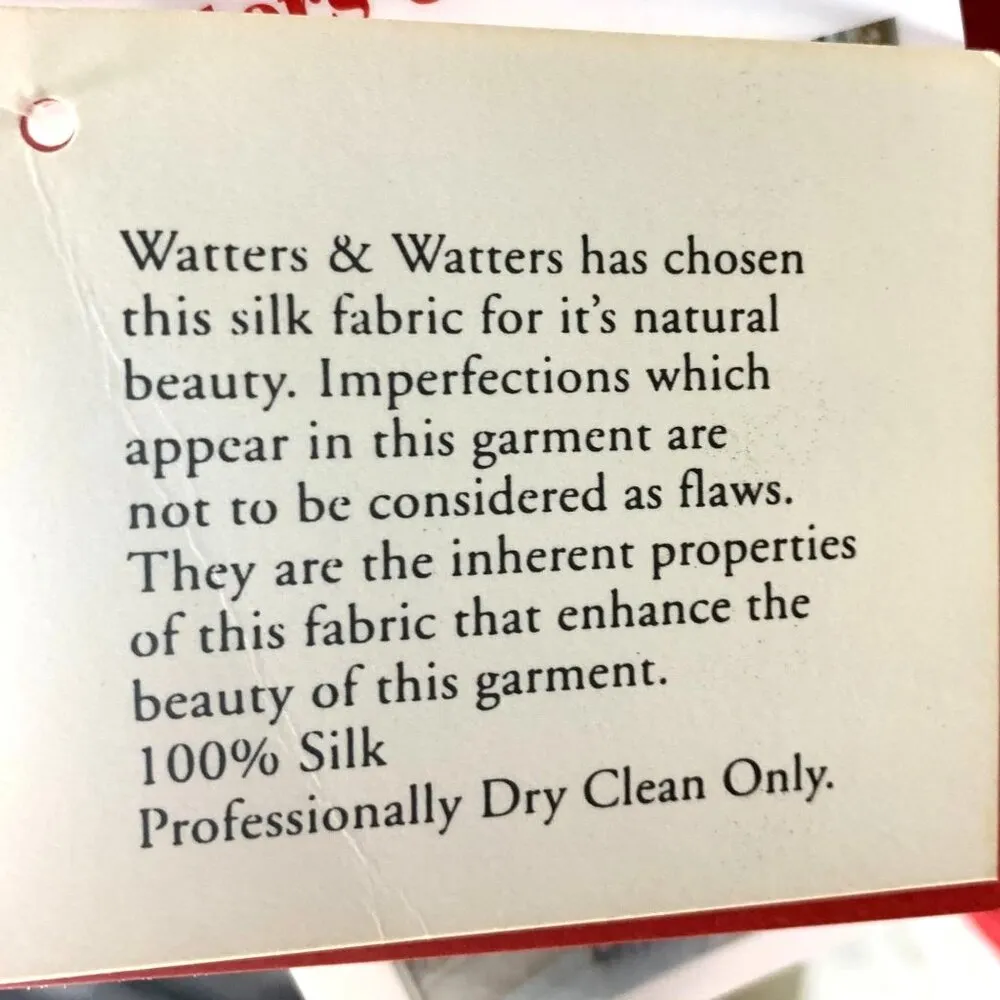 Watters & Watters has chosen
this silk fabric for it's natural
beauty. Imperfections which
appear in this garment are
not to be considered as flaws.
They are the inherent properties
of this fabric that enhance the
beauty of this garment.
100% Silk
Professionally Dry Clean Only.